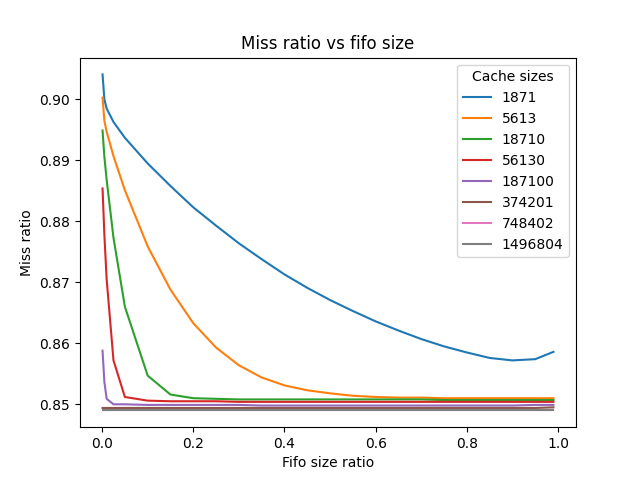 Miss ratio vs fifo size
Miss ratio
0.90
0.89
0.88
0.87
0.86
0.85
Cache sizes
1871
5613
18710
56130
187100
374201
748402
1496804
0.0 0.2 0.4 0.6 0.8 1.0
Fifo size ratio